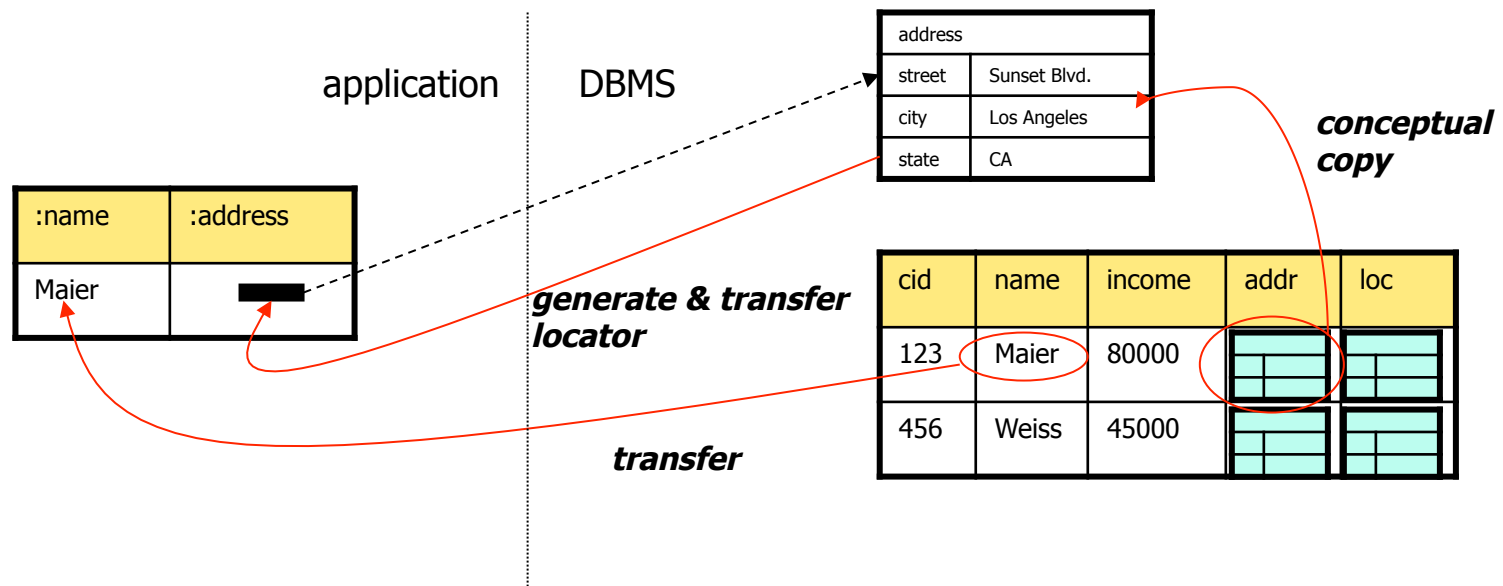 application DBMS
address
street Sunset Blvd.
city Los Angeles
state CA
conceptual
copy
:name :address
Maier
generate & transfer
locator
cid name income addr loc
123 Maier 80000
456 Weiss 45000
transfer